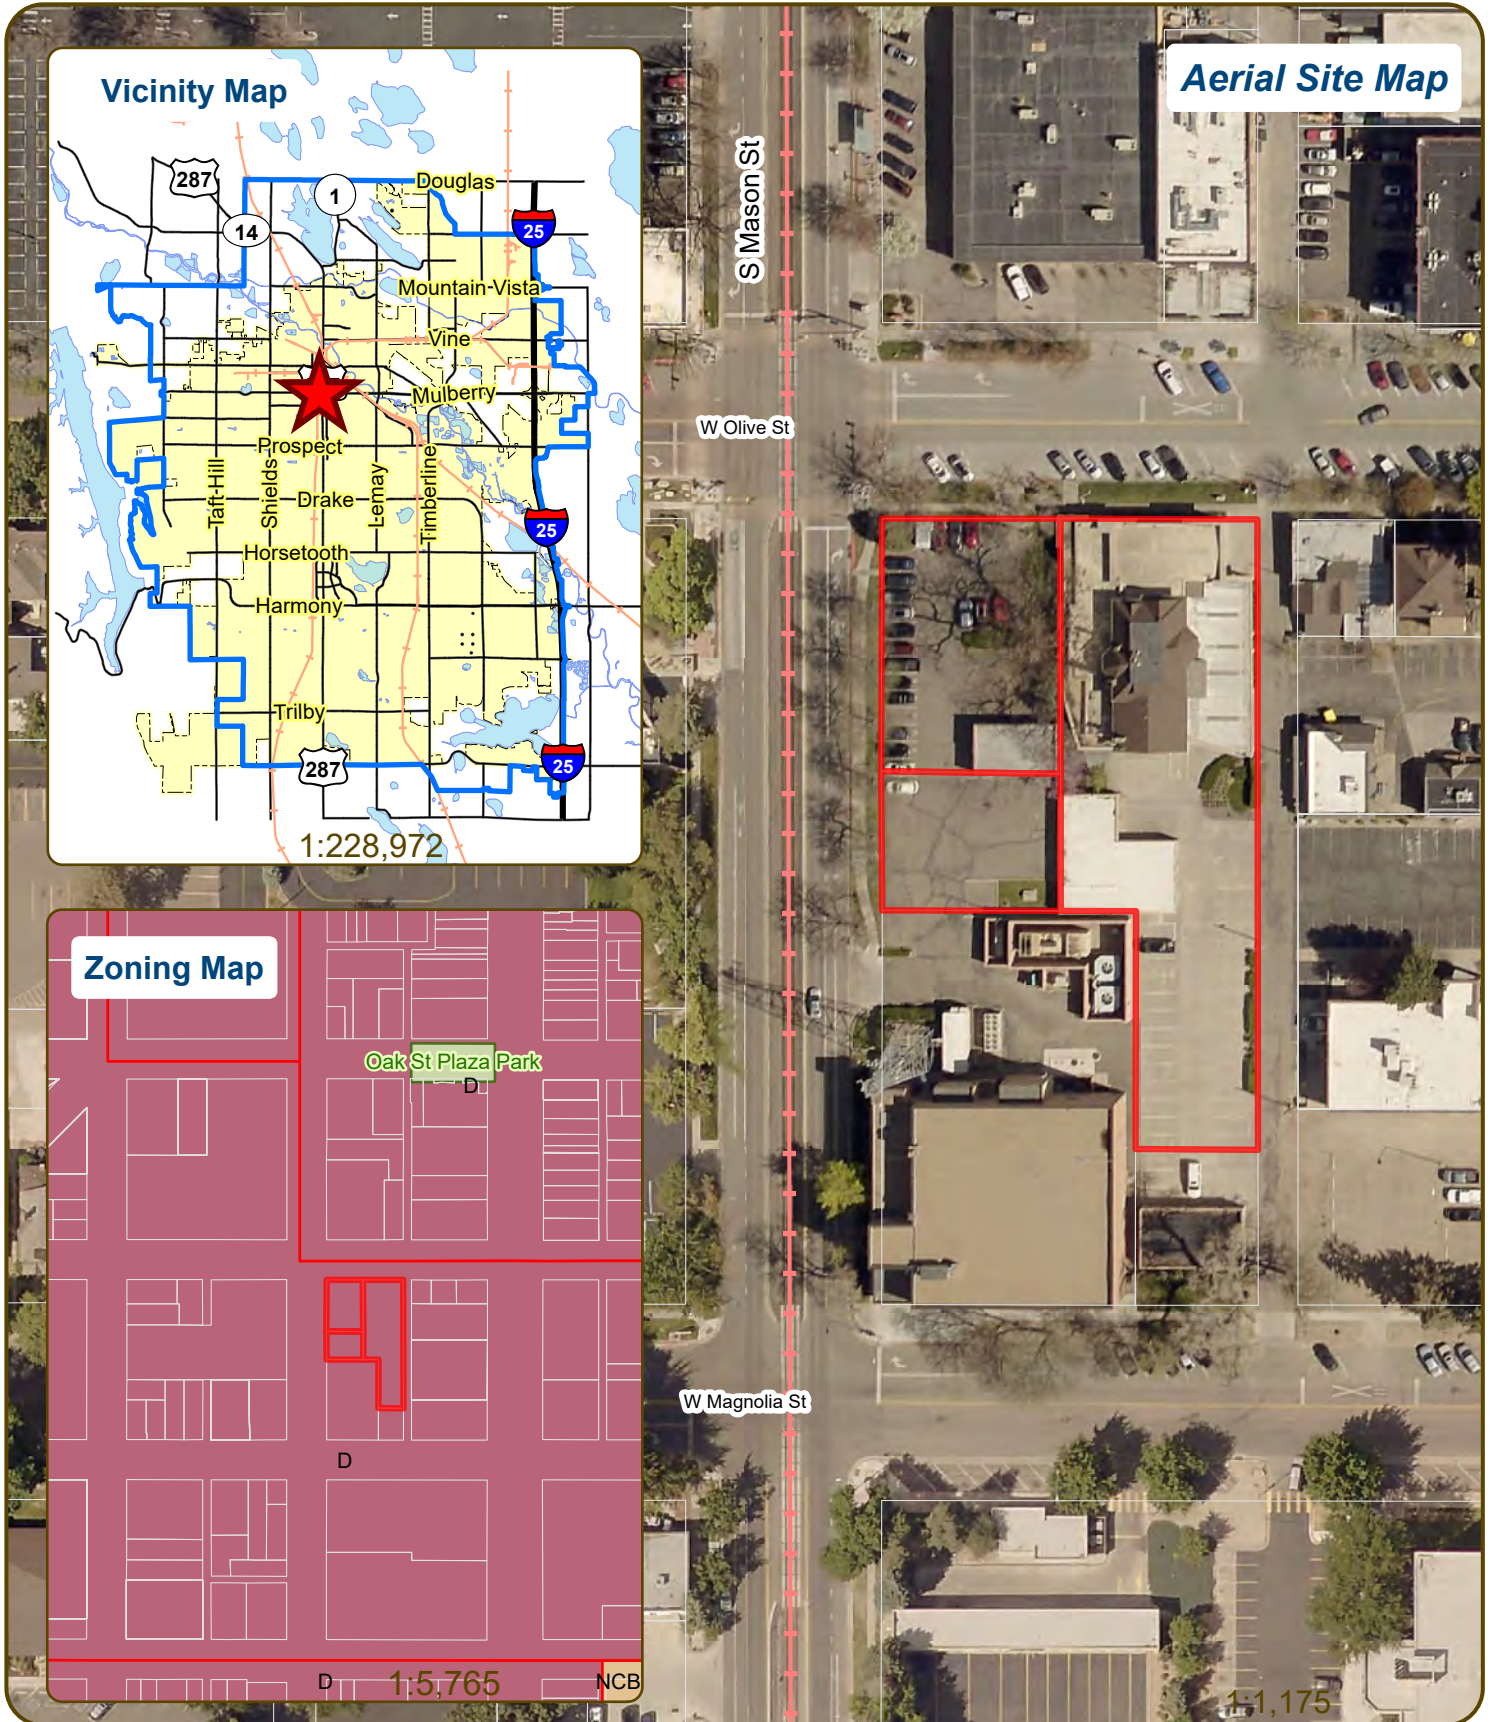 Vicinity Map
287
1
Douglas
14
25
Mountain-Vista
Vine
Mulberry
Prospect
Taft-Hill
Shields
Drake
Lemay
Timberline
25
Horsetooth
Harmony
Trilby
287
25
1:228,972
Zoning Map
Oak St Plaza Park
D
D
D
1:5,765
NCB
Aerial Site Map
S Mason St
W Olive St
W Magnolia St
1:1,175